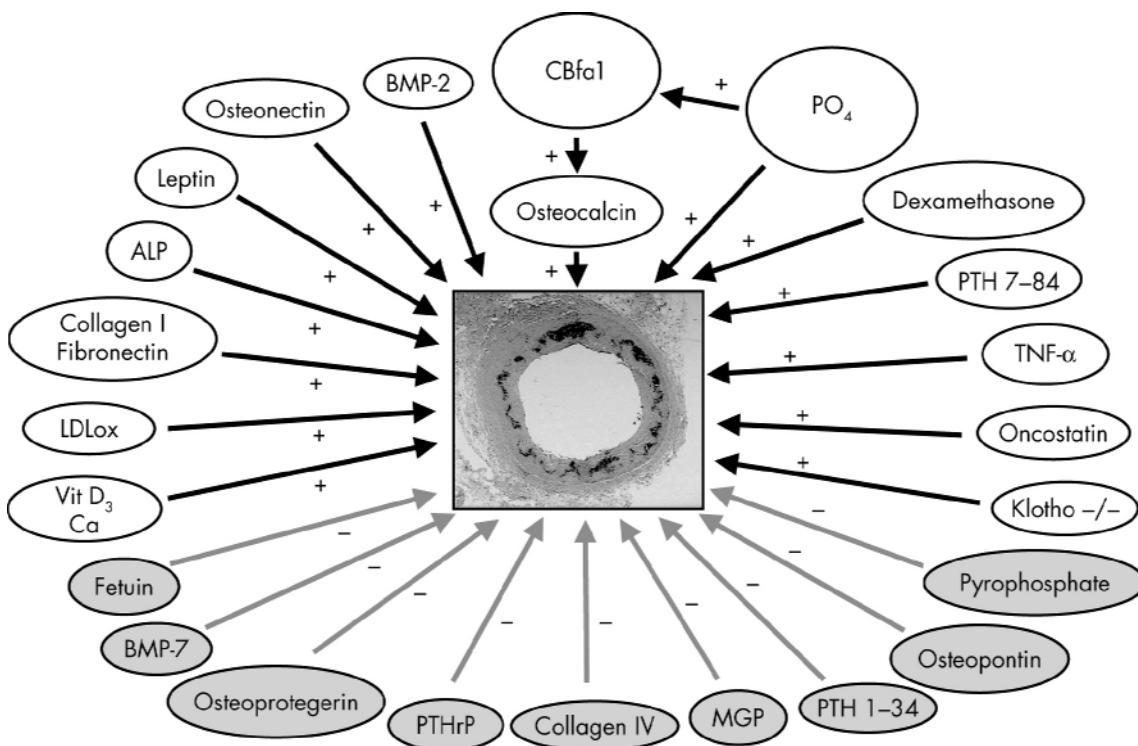 CBfa1
BMP-2
+
PO₄
Osteonectin
+
Leptin
Osteocalcin
Dexamethasone
+
+
+
+
+
ALP
+
+
PTH 7–84
Collagen I
Fibronectin
+
+
TNF-α
+
LDLox
+
+
Oncostatin
Vit D₃
Ca
+
+
Klotho –/–
–
–
Fetuin
–
–
Pyrophosphate
BMP-7
–
–
–
–
–
Osteopontin
Osteoprotegerin
PTHrP
Collagen IV
MGP
PTH 1–34